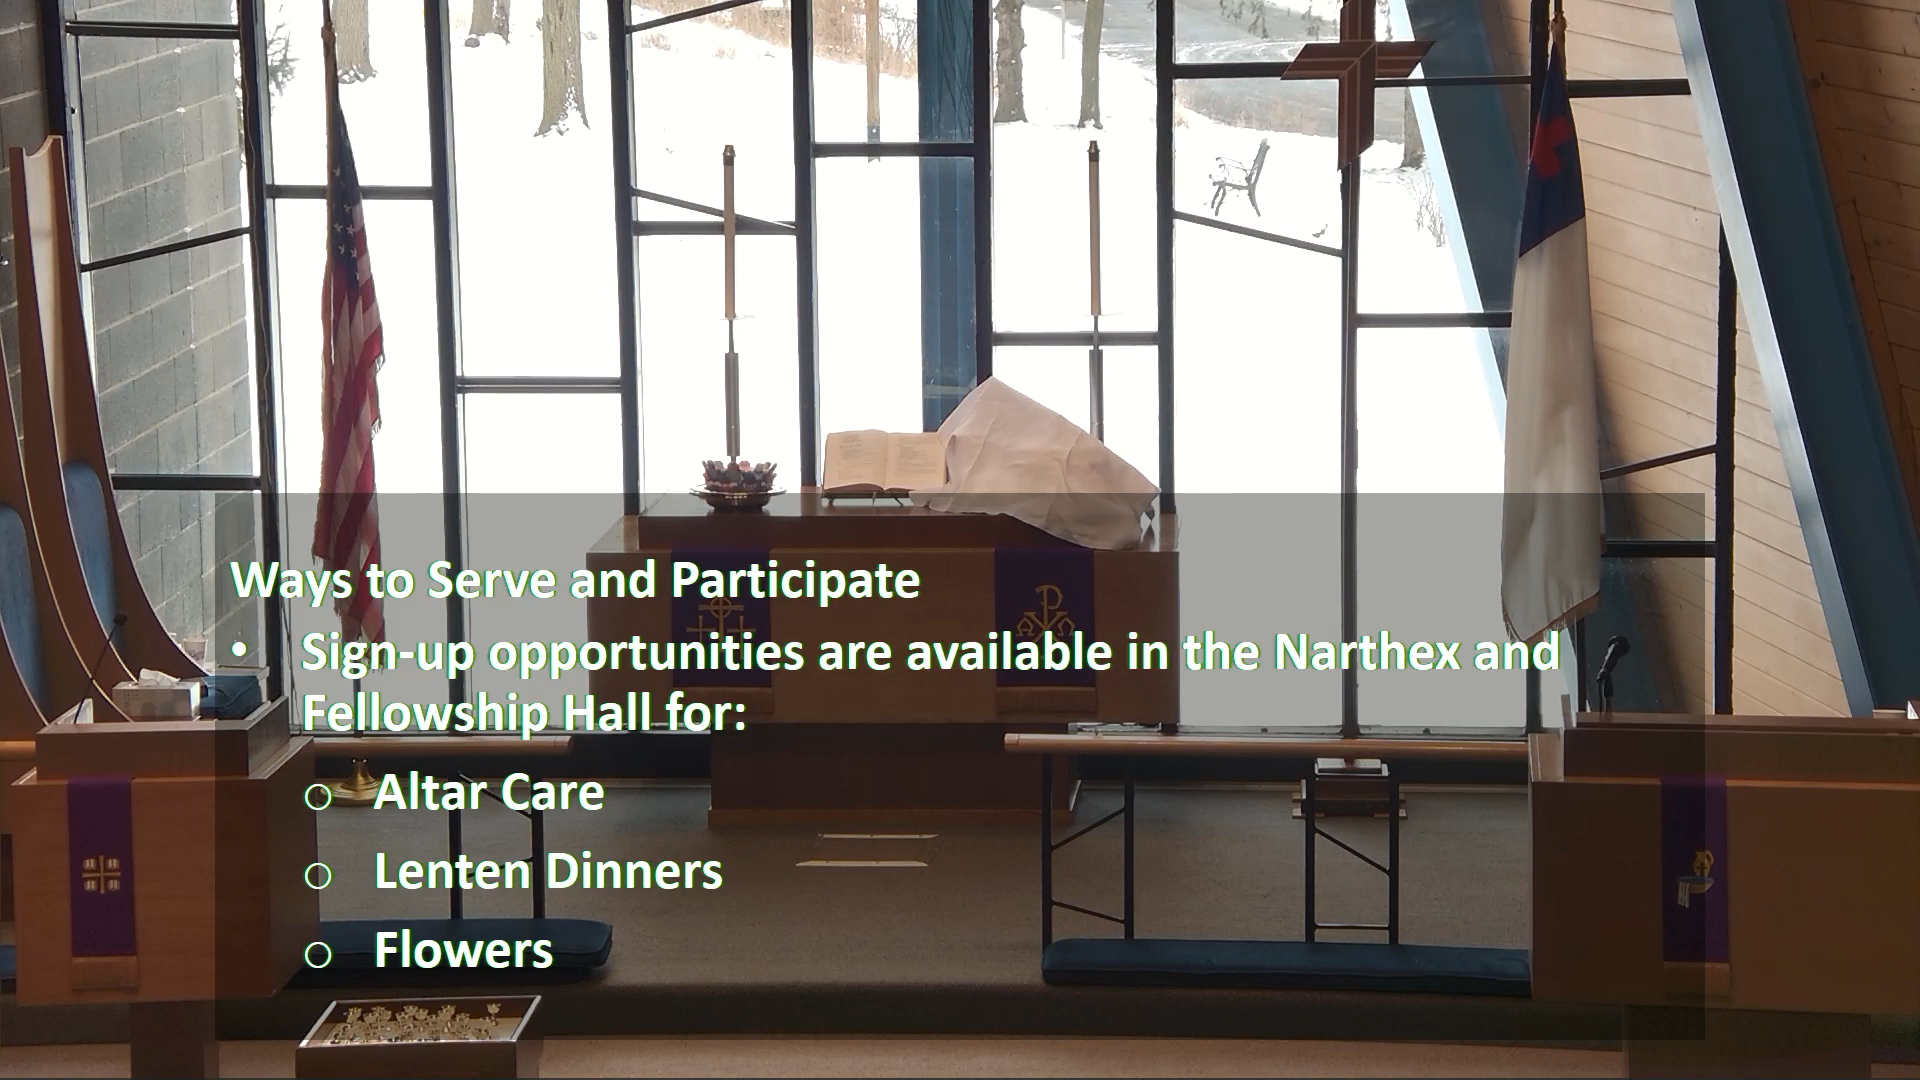 Ways to Serve and Participate
• Sign-up opportunities are available in the Narthex and
Fellowship Hall for:
o Altar Care
o Lenten Dinners
o Flowers